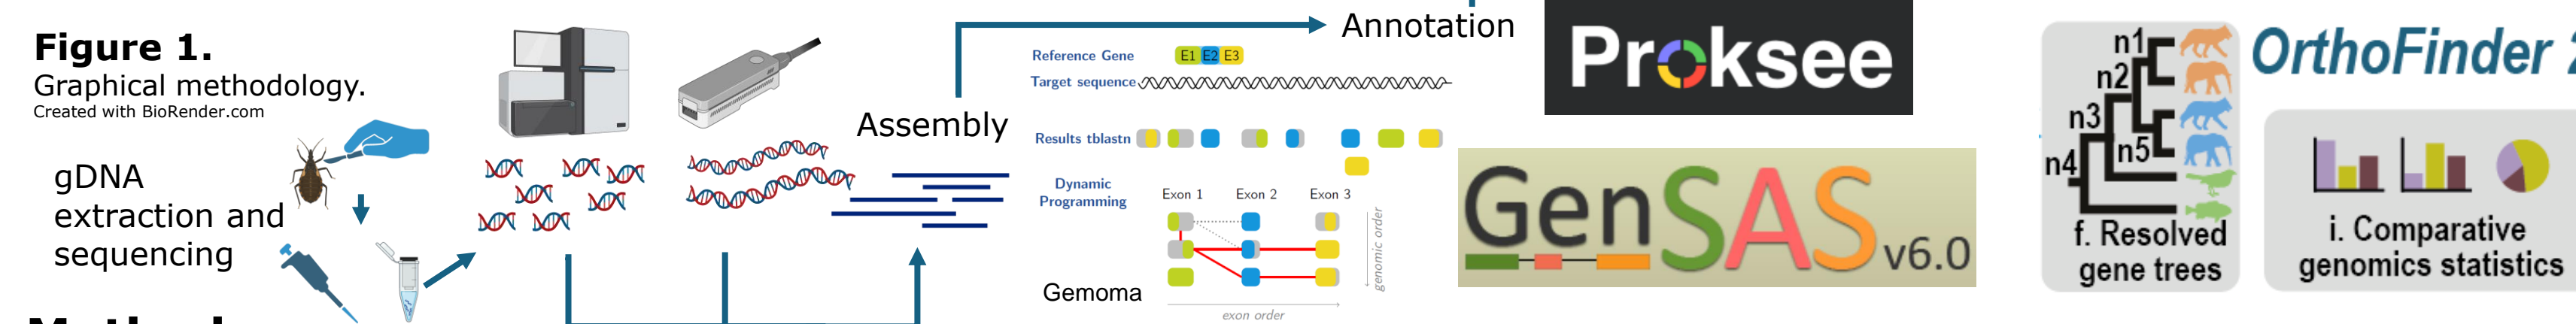 Figure 1.
Graphical methodology.
Created with BioRender.com
gDNA
extraction and
sequencing
Assembly
Annotation
Reference Gene
E1 E2 E3
Target sequence
Results tblastn
Dynamic
Programming
Exon 1 Exon 2 Exon 3
genomic order
Gemoma
exon order
Proksee
GenSAS v6.0
n1
n2
n3
n4
n5
f. Resolved
gene trees
OrthoFinder
i. Comparative
genomics statistics